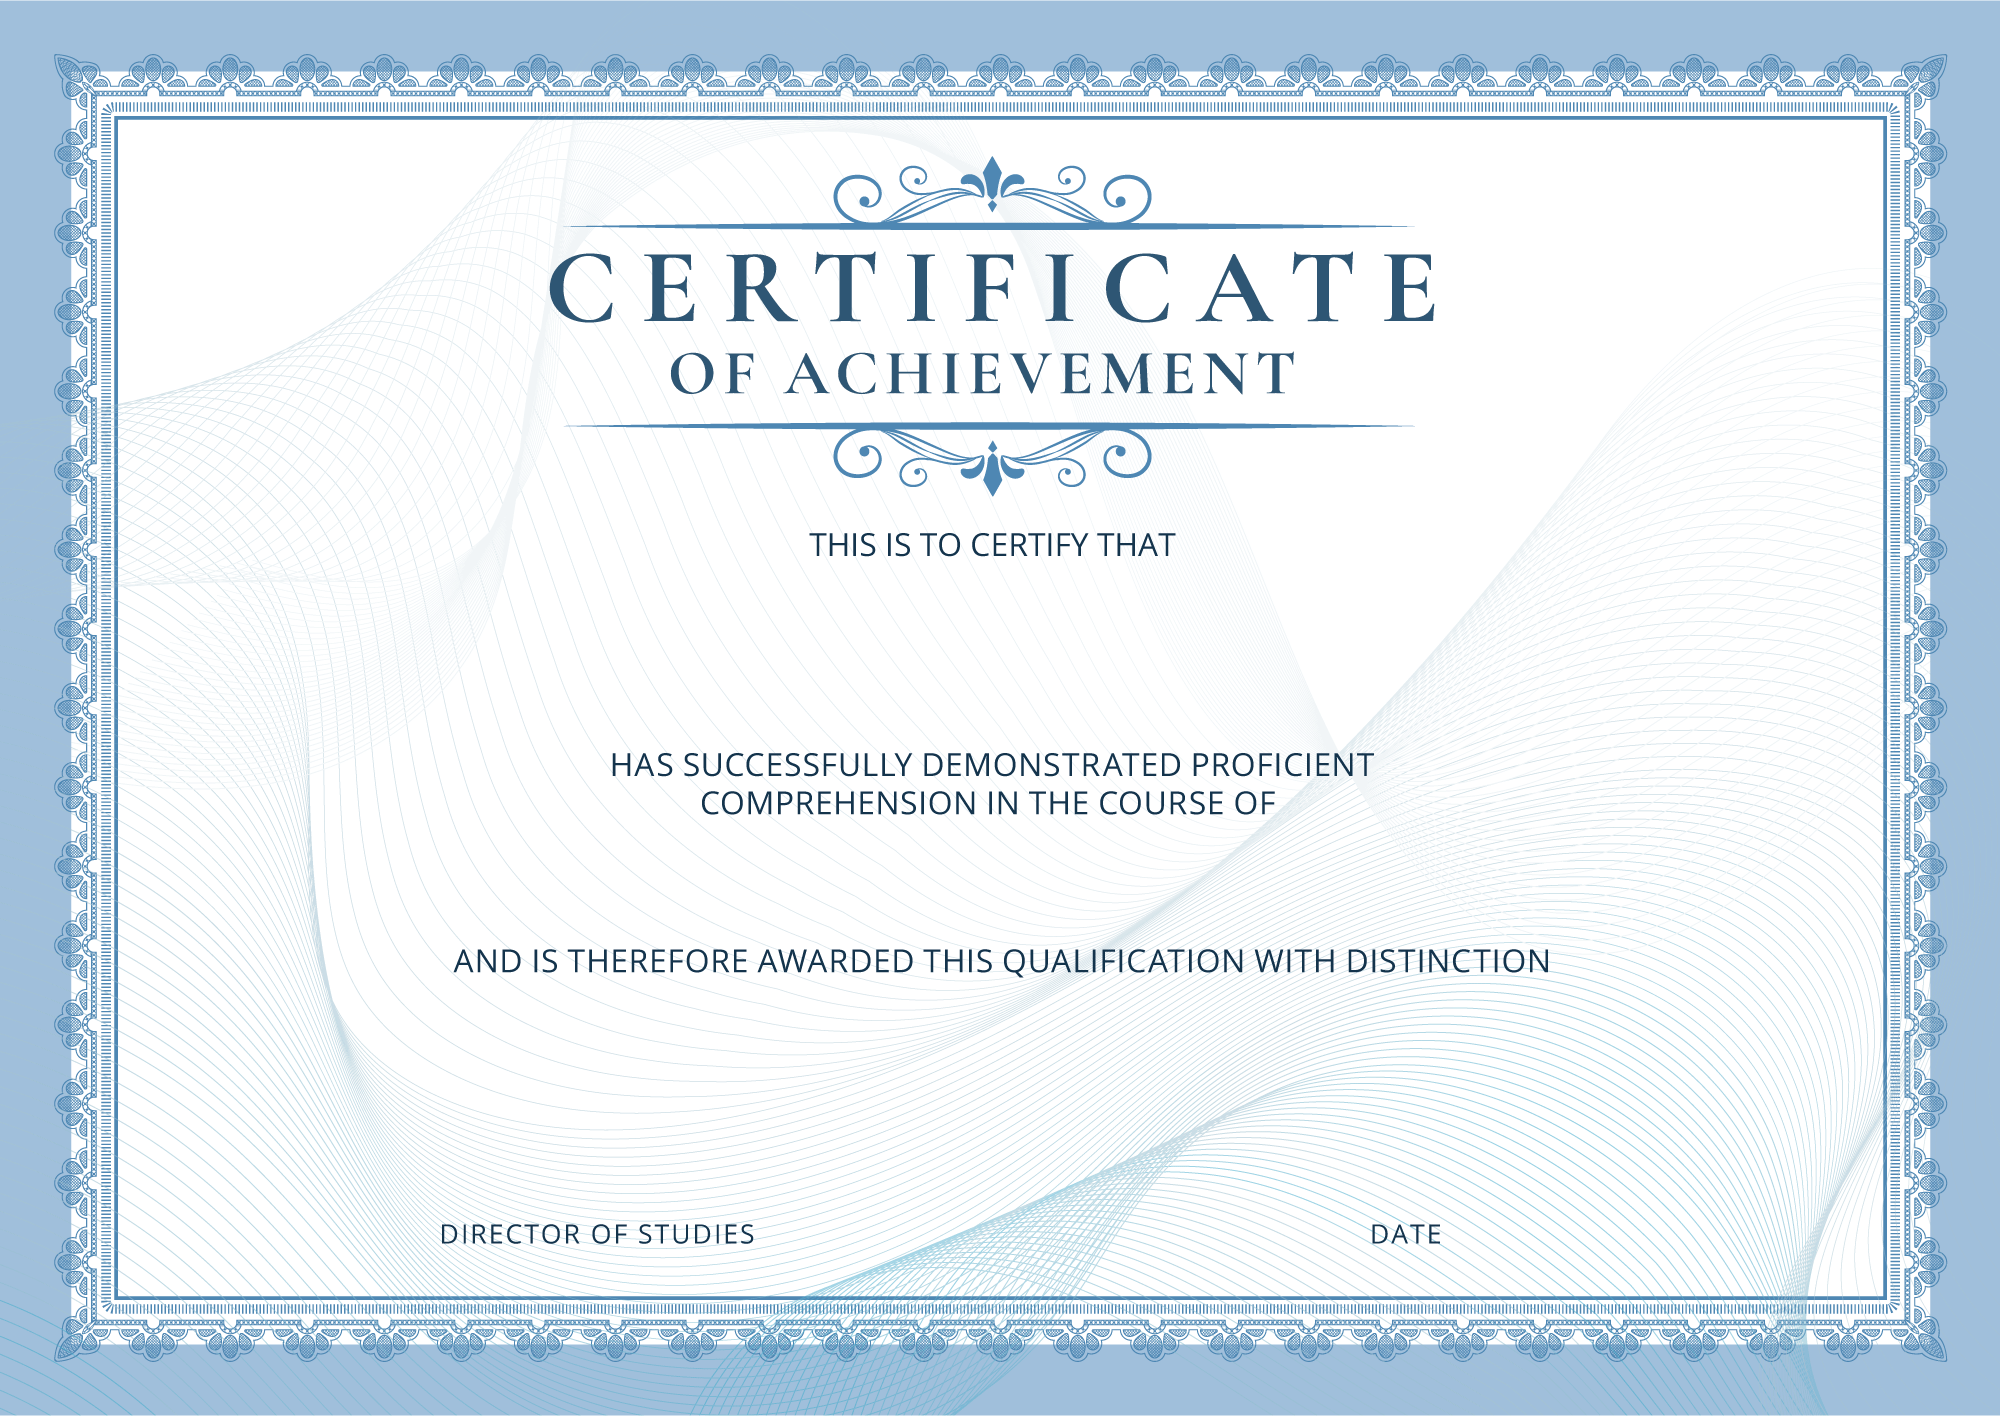 CERTIFICATE
OF ACHIEVEMENT
THIS IS TO CERTIFY THAT
HAS SUCCESSFULLY DEMONSTRATED PROFICIENT
COMPREHENSION IN THE COURSE OF
AND IS THEREFORE AWARDED THIS QUALIFICATION WITH DISTINCTION
DIRECTOR OF STUDIES
DATE